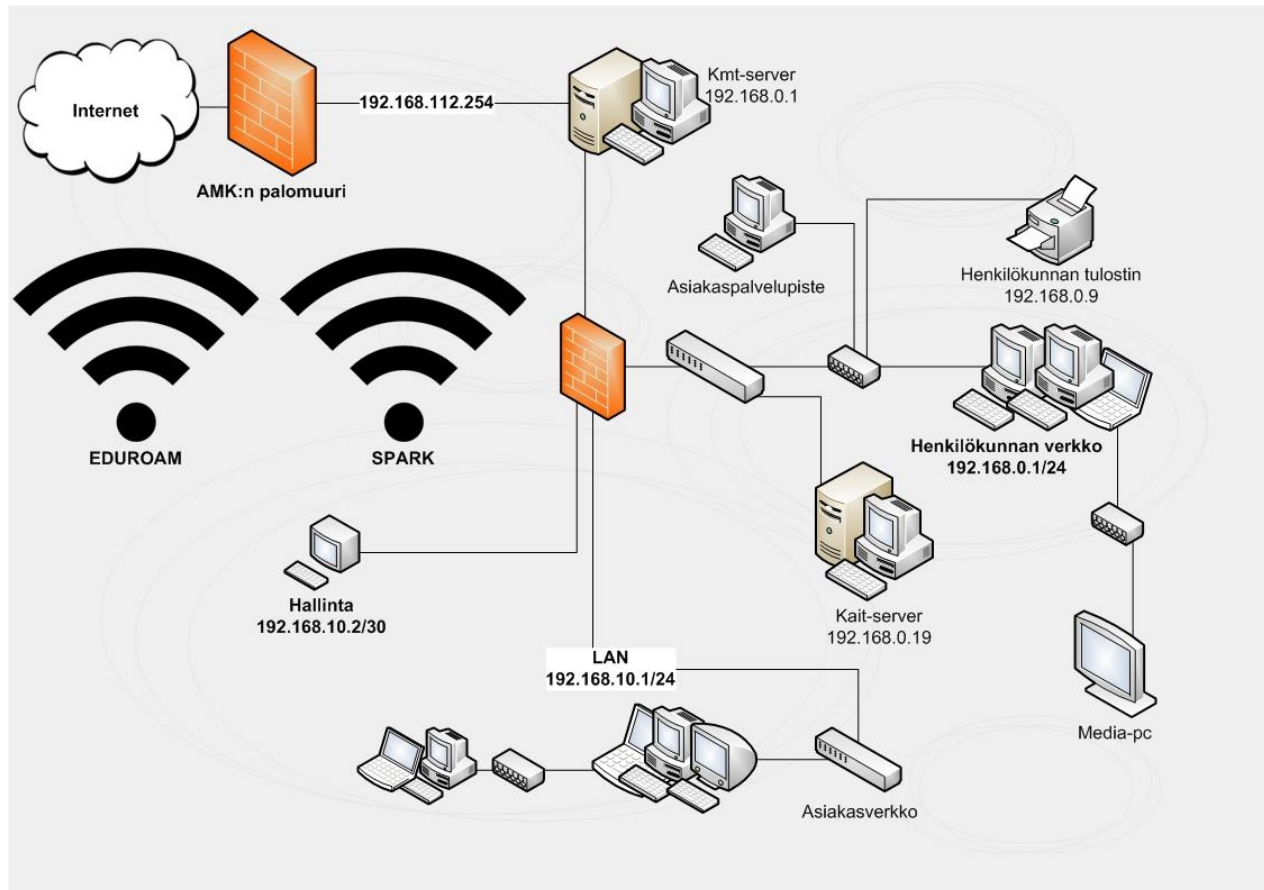 Internet
AMK:n palomuuri
192.168.112.254
Kmt-server
192.168.0.1
Asiakaspalvelupiste
Henkilökunnan tulostin
192.168.0.9
EDUROAM
SPARK
Henkilökunnan verkko
192.168.0.1/24
Hallinta
192.168.10.2/30
Kait-server
192.168.0.19
LAN
192.168.10.1/24
Media-pc
Asiakasverkko